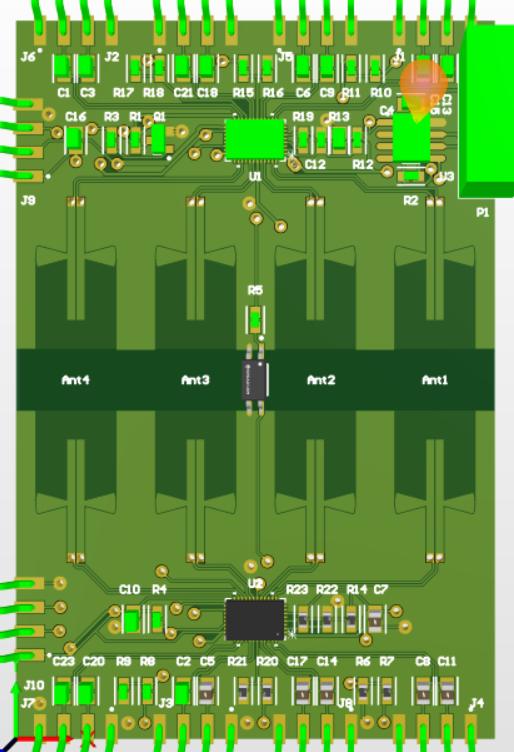 J6 J2 J5 J1
C1 C3 R17 R18 C21 C19 R15 R16 C6 C9 R11 R10
C16 R3 Q1 R19 R13 C4
U1 C12 R12 U3
J9 R2 P1
R5
Ant4 Ant3 Ant2 Ant1
U2
C10 R4 R23 R22 R14 C7
C23 C20 R9 R8 C2 C5 R21 R20 C17 C14 R6 R7 C8 C11
J10
J7 J3 J8 J4